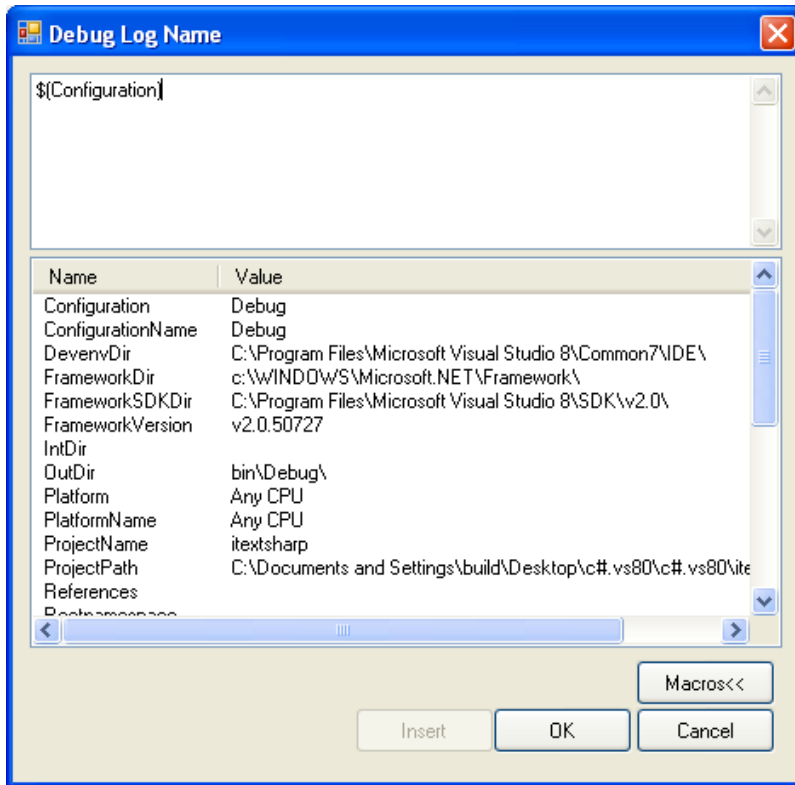 Debug Log Name
$(Configuration)
Name Value
Configuration Debug
ConfigurationName Debug
DevenvDir C:\Program Files\Microsoft Visual Studio 8\Common7\IDE\
FrameworkDir c:\WINDOWS\Microsoft.NET\Framework\
FrameworkSDKDir C:\Program Files\Microsoft Visual Studio 8\SDK\v2.0\
FrameworkVersion v2.0.50727
IntDir
OutDir bin\Debug\
Platform Any CPU
PlatformName Any CPU
ProjectName itextsharp
ProjectPath C:\Documents and Settings\build\Desktop\c#.vs80\c#.vs80\ite
References
Rootnamespace
Macros<<
Insert OK Cancel